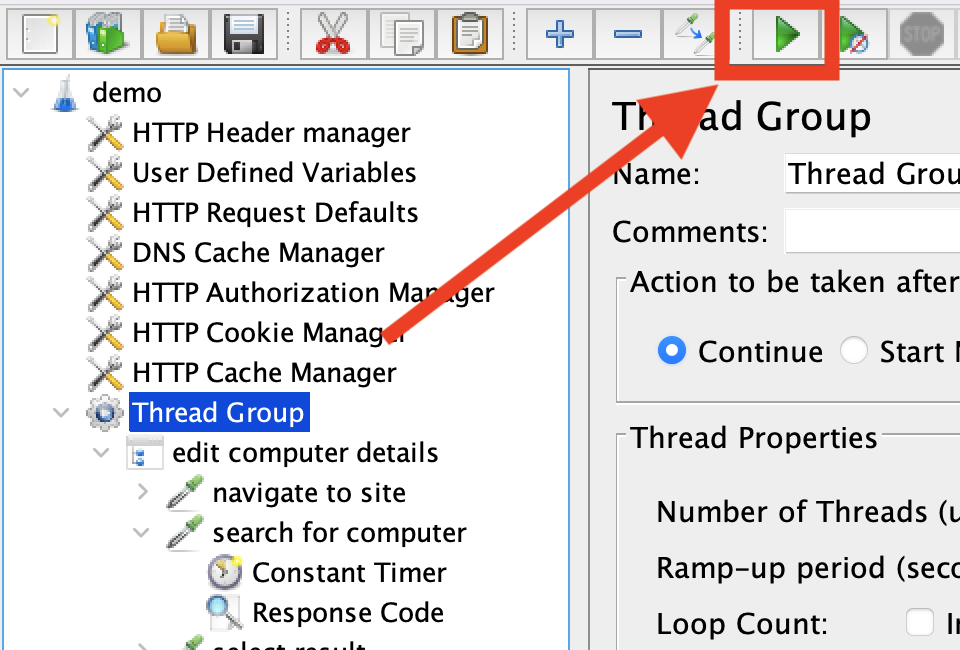 STOP
demo
HTTP Header manager
User Defined Variables
HTTP Request Defaults
DNS Cache Manager
HTTP Authorization Manager
HTTP Cookie Manager
HTTP Cache Manager
Thread Group
edit computer details
navigate to site
search for computer
Constant Timer
Response Code
select result
Thread Group
Name: Thread Grou
Comments:
Action to be taken after
Continue Start
Thread Properties
Number of Threads (u
Ramp-up period (seco
Loop Count: